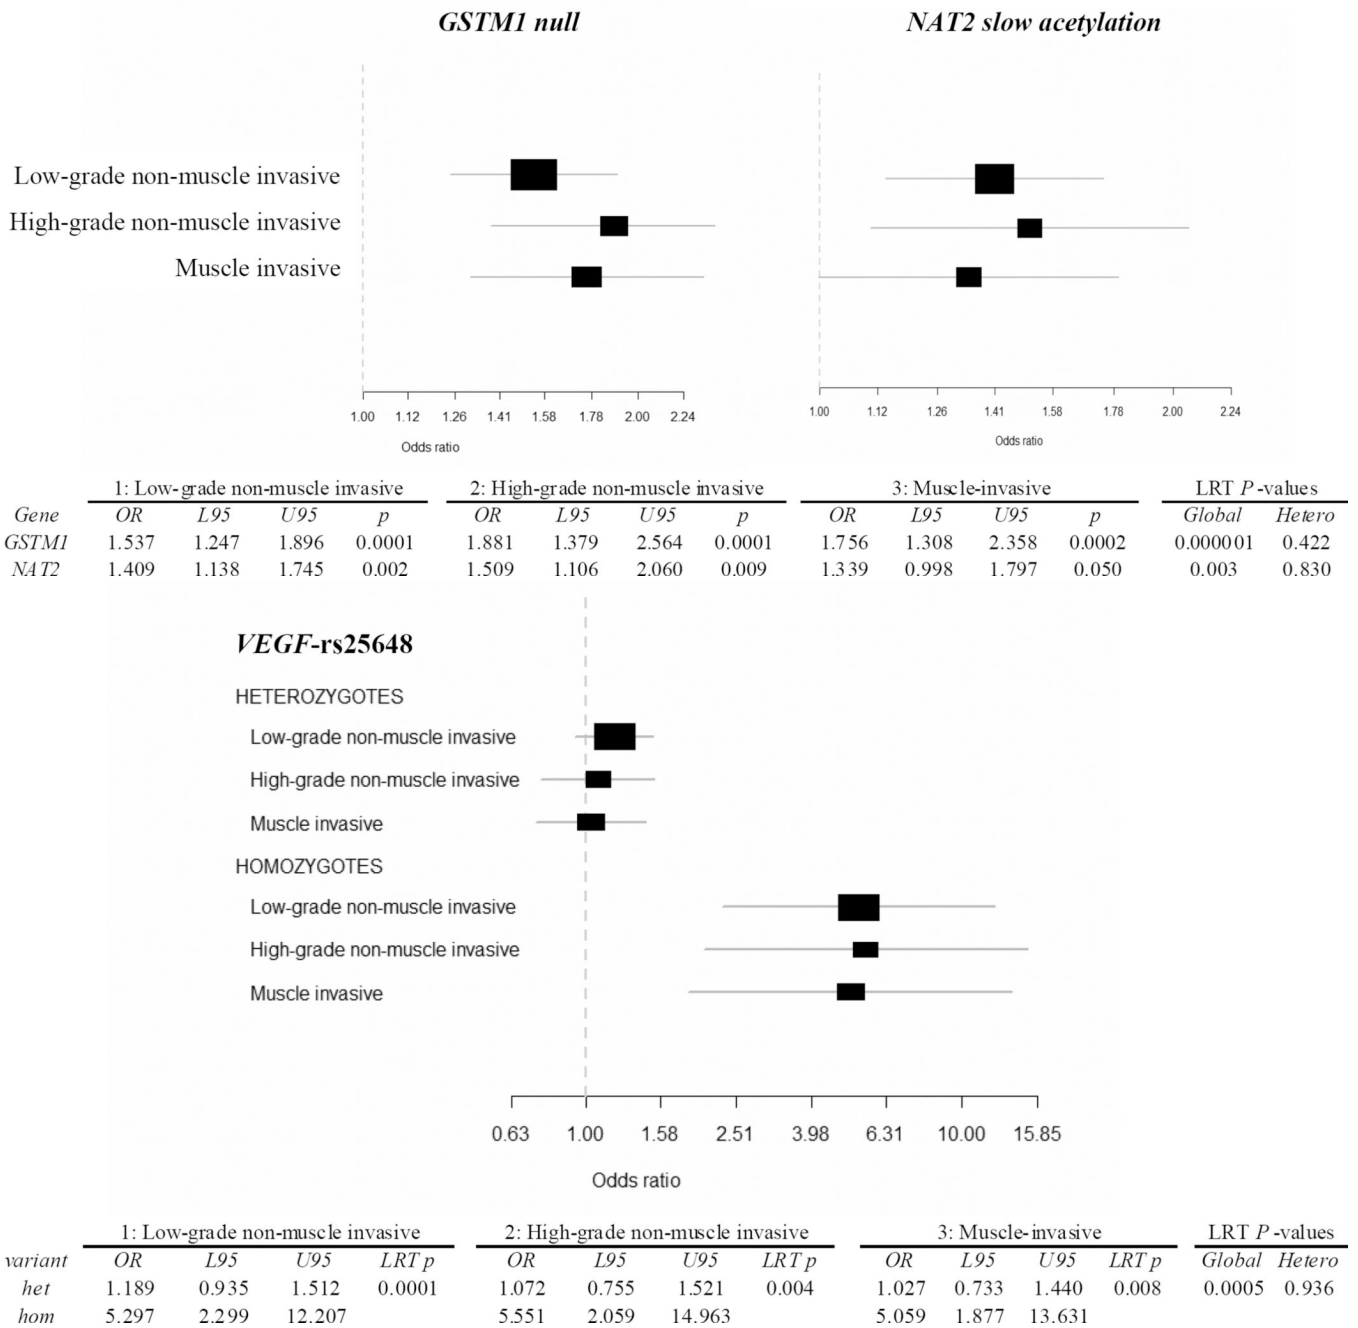 GSTM1 null NAT2 slow acetylation
Low-grade non-muscle invasive
High-grade non-muscle invasive
Muscle invasive
1.00 1.12 1.26 1.41 1.58 1.78 2.00 2.24
Odds ratio
1.00 1.12 1.26 1.41 1.58 1.78 2.00 2.24
Odds ratio
1: Low-grade non-muscle invasive 2: High-grade non-muscle invasive 3: Muscle-invasive LRT P-values
Gene OR L95 U95 p OR L95 U95 p OR L95 U95 p Global Hetero
GSTM1 1.537 1.247 1.896 0.0001 1.881 1.379 2.564 0.0001 1.756 1.308 2.358 0.0002 0.000001 0.422
NAT2 1.409 1.138 1.745 0.002 1.509 1.106 2.060 0.009 1.339 0.998 1.797 0.050 0.003 0.830
VEGF-rs25648
HETEROZYGOTES
Low-grade non-muscle invasive
High-grade non-muscle invasive
Muscle invasive
HOMOZYGOTES
Low-grade non-muscle invasive
High-grade non-muscle invasive
Muscle invasive
0.63 1.00 1.58 2.51 3.98 6.31 10.00 15.85
Odds ratio
1: Low-grade non-muscle invasive 2: High-grade non-muscle invasive 3: Muscle-invasive LRT P-values
variant OR L95 U95 LRT p OR L95 U95 LRT p OR L95 U95 LRT p Global Hetero
het 1.189 0.935 1.512 0.0001 1.072 0.755 1.521 0.004 1.027 0.733 1.440 0.008 0.0005 0.936
hom 5.297 2.299 12.207 5.551 2.059 14.963 5.059 1.877 13.631